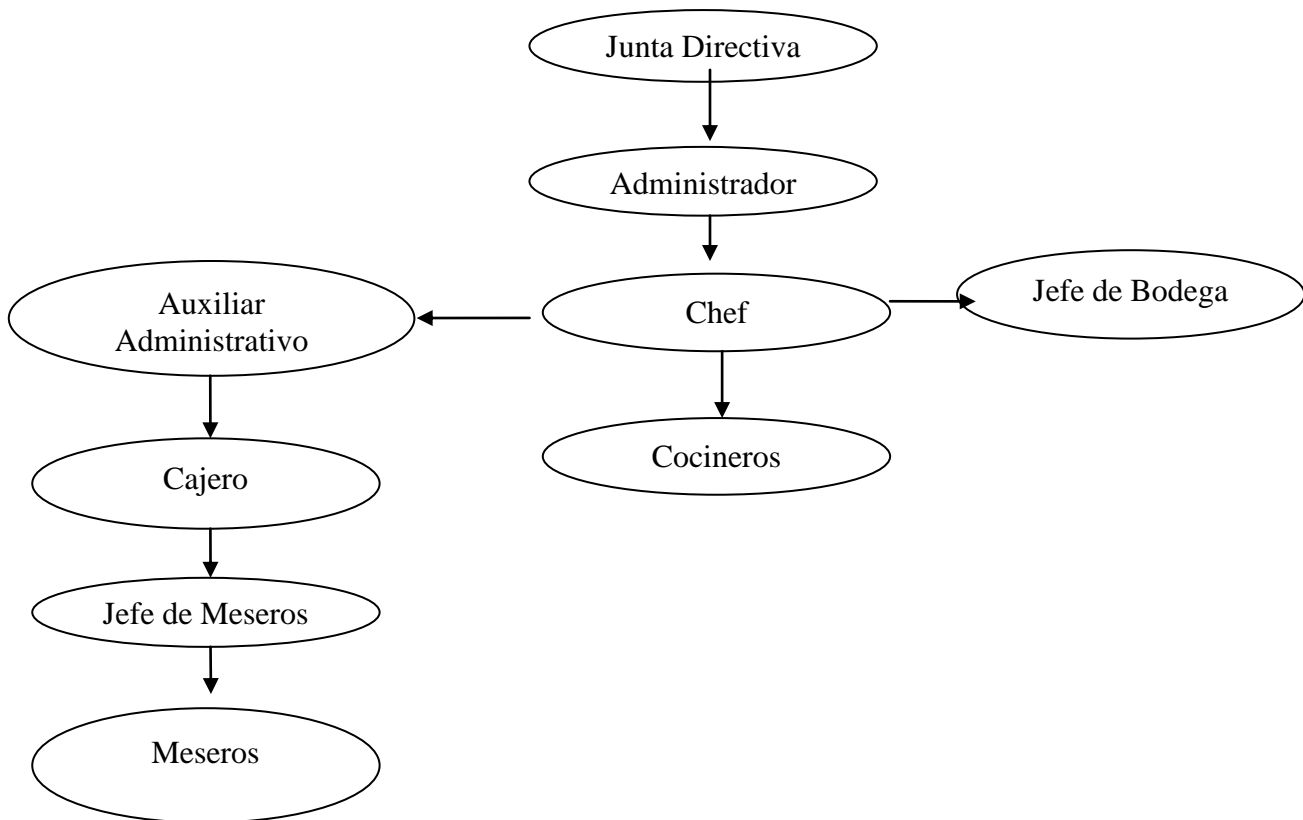 Junta Directiva
Administrador
Chef
Jefe de Bodega
Auxiliar
Administrativo
Cocineros
Cajero
Jefe de Meseros
Meseros